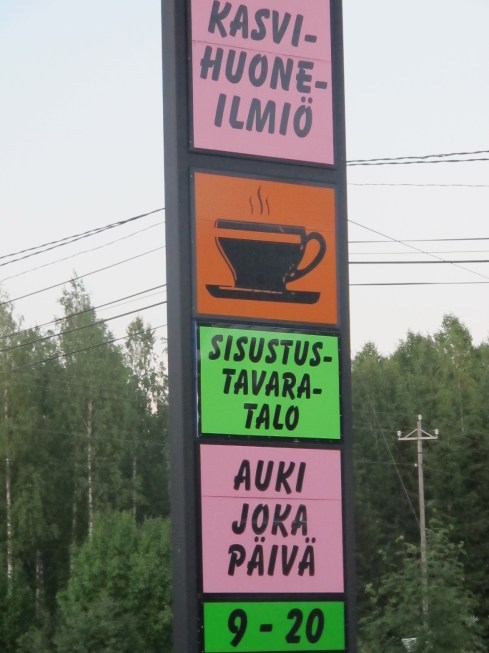 KASVI-
HUONE-
ILMIÖ
SISUSTUS-
TAVARA-
TALO
AUKI
JOKA
PÄIVÄ
9 - 20